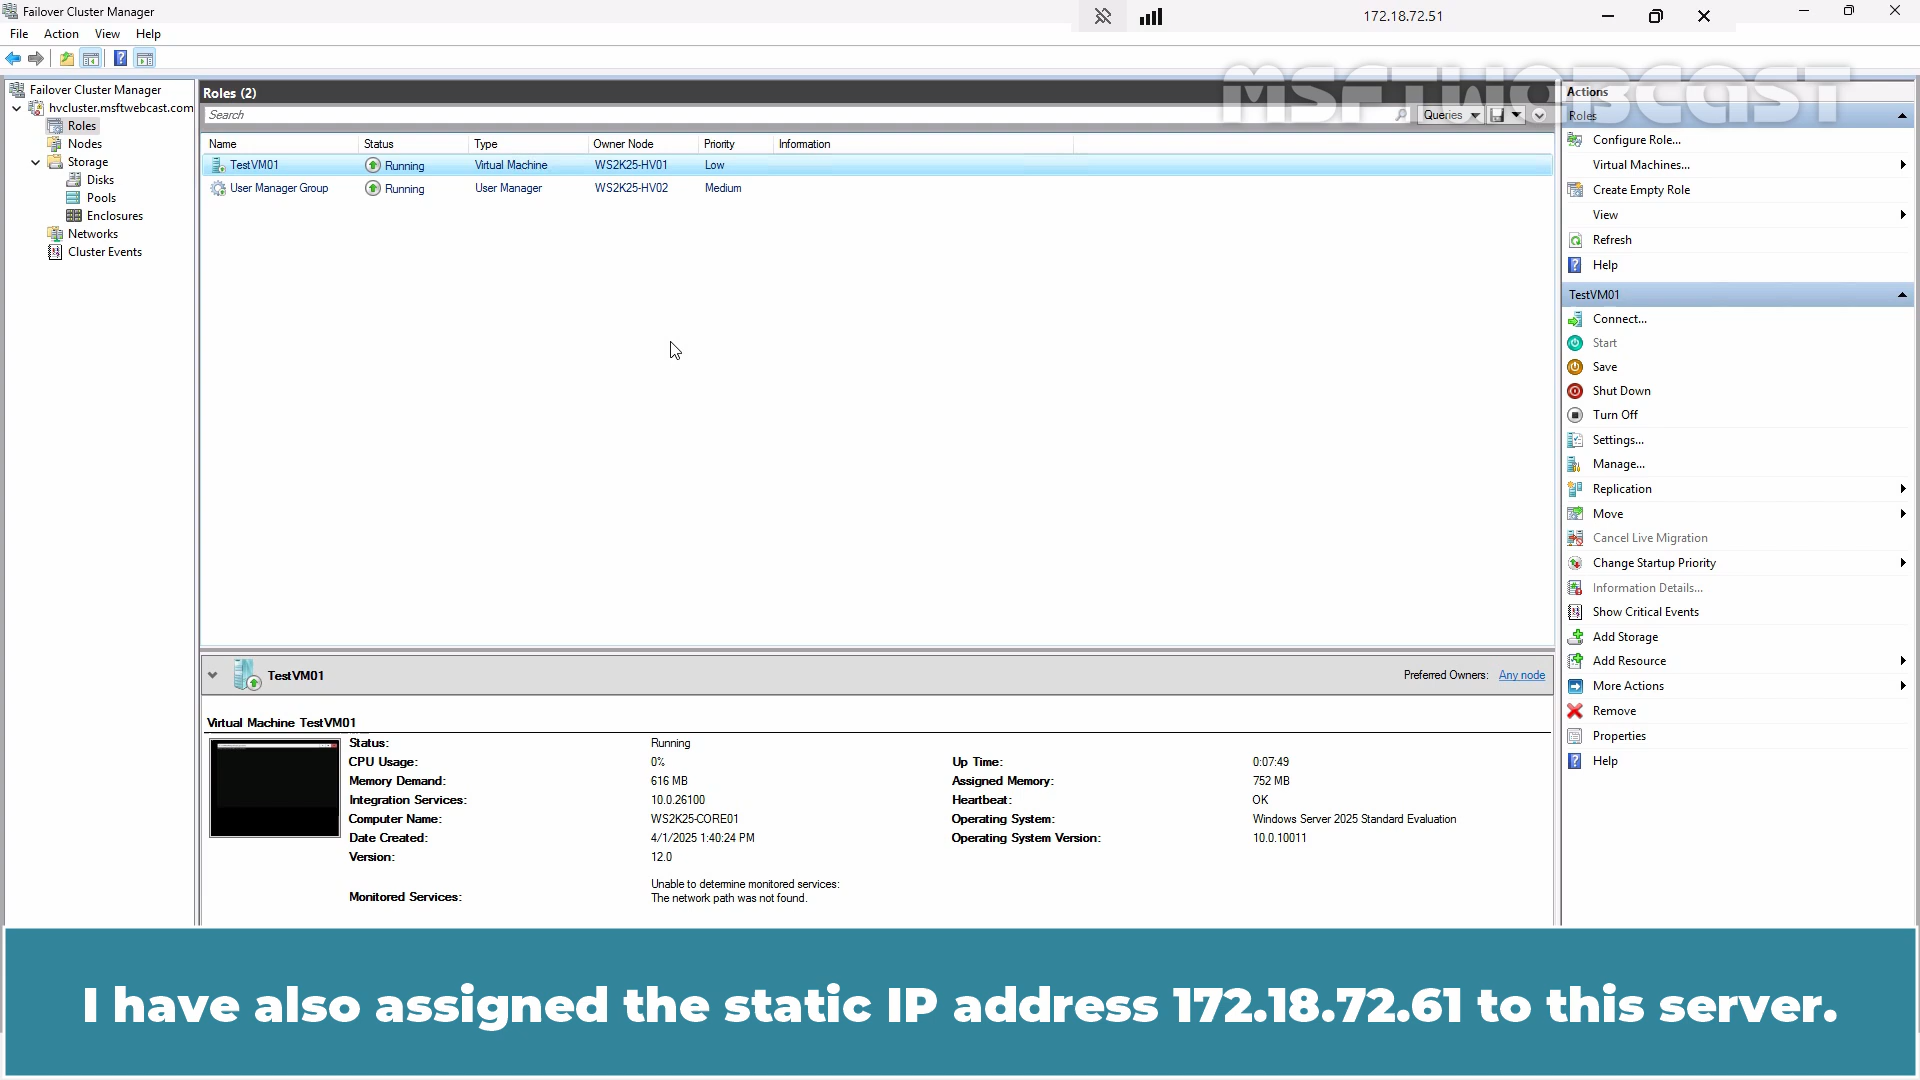 Failover Cluster Manager
172.18.72.51
File Action View Help
MSFTWEBCAST
Failover Cluster Manager
hvcluster.msftwebcast.com
Roles
Nodes
Storage
Disks
Pools
Enclosures
Networks
Cluster Events
Roles (2)
Search
Queries
Name Status Type Owner Node Priority Information
TestVM01 Running Virtual Machine WS2K25-HV01 Low
User Manager Group Running User Manager WS2K25-HV02 Medium
TestVM01
Preferred Owners: Any node
Virtual Machine TestVM01
Status: Running
CPU Usage: 0% Up Time: 0:07:49
Memory Demand: 616 MB Assigned Memory: 752 MB
Integration Services: 10.0.26100 Heartbeat: OK
Computer Name: WS2K25-CORE01 Operating System: Windows Server 2025 Standard Evaluation
Date Created: 4/1/2025 1:40:24 PM Operating System Version: 10.0.10011
Version: 12.0
Monitored Services: Unable to determine monitored services:
The network path was not found.
Actions
Roles
Configure Role...
Virtual Machines...
Create Empty Role
View
Refresh
Help
TestVM01
Connect...
Start
Save
Shut Down
Turn Off
Settings...
Manage...
Replication
Move
Cancel Live Migration
Change Startup Priority
Information Details...
Show Critical Events
Add Storage
Add Resource
More Actions
Remove
Properties
Help
I have also assigned the static IP address 172.18.72.61 to this server.